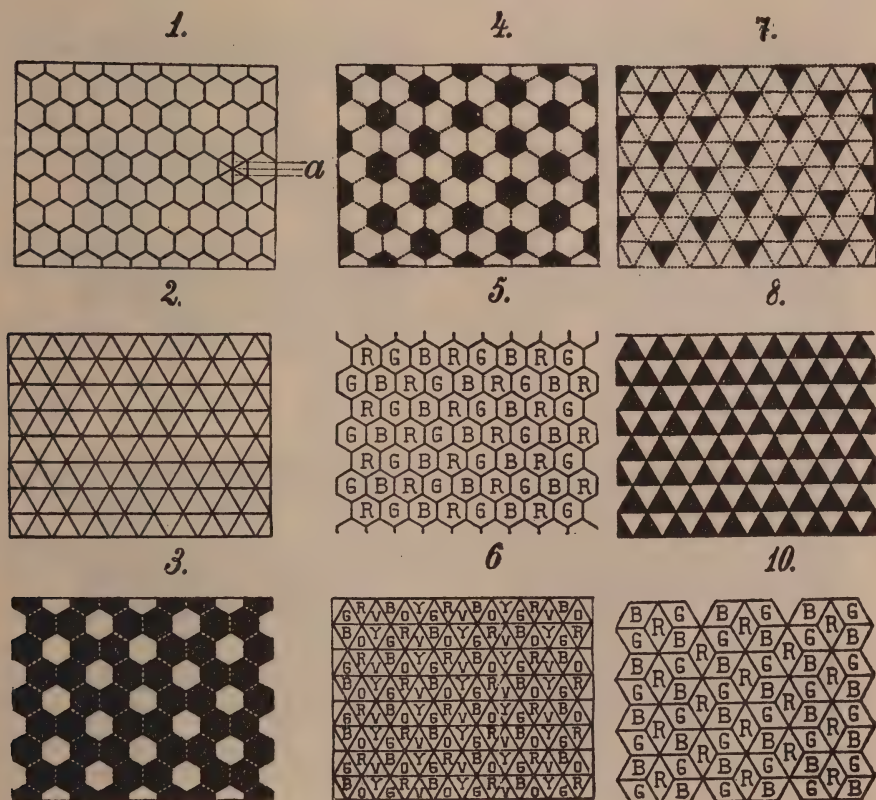 1.
4.
7.
a
2.
5.
8.
R G B R G B R G
G B R G B R G B R
R G B R G B R G
G B R G B R G B R
R G B R G B R G
G B R G B R G B R
R G B R G B R G
3.
6
10.
G R V B O Y G R V B O Y G R V B O
B O Y G R V B O Y G R V B O Y G R
G R V B O Y G R V B O Y G R V B O
B O Y G R V B O Y G R V B O Y G R
G R V B O Y G R V B O Y G R V B O
B O Y G R V B O Y G R V B O Y G R
G R V B O Y G R V B O Y G R V B O
B O Y G R V B O Y G R V B O Y G R
B G B G B G
R R R
G B G B G B
R R
B G B G B G
R R R
G B G B G B
R R
B G B G B G
R R R
G B G B G B
R R
B G B G B G
R R R
G B G B G B